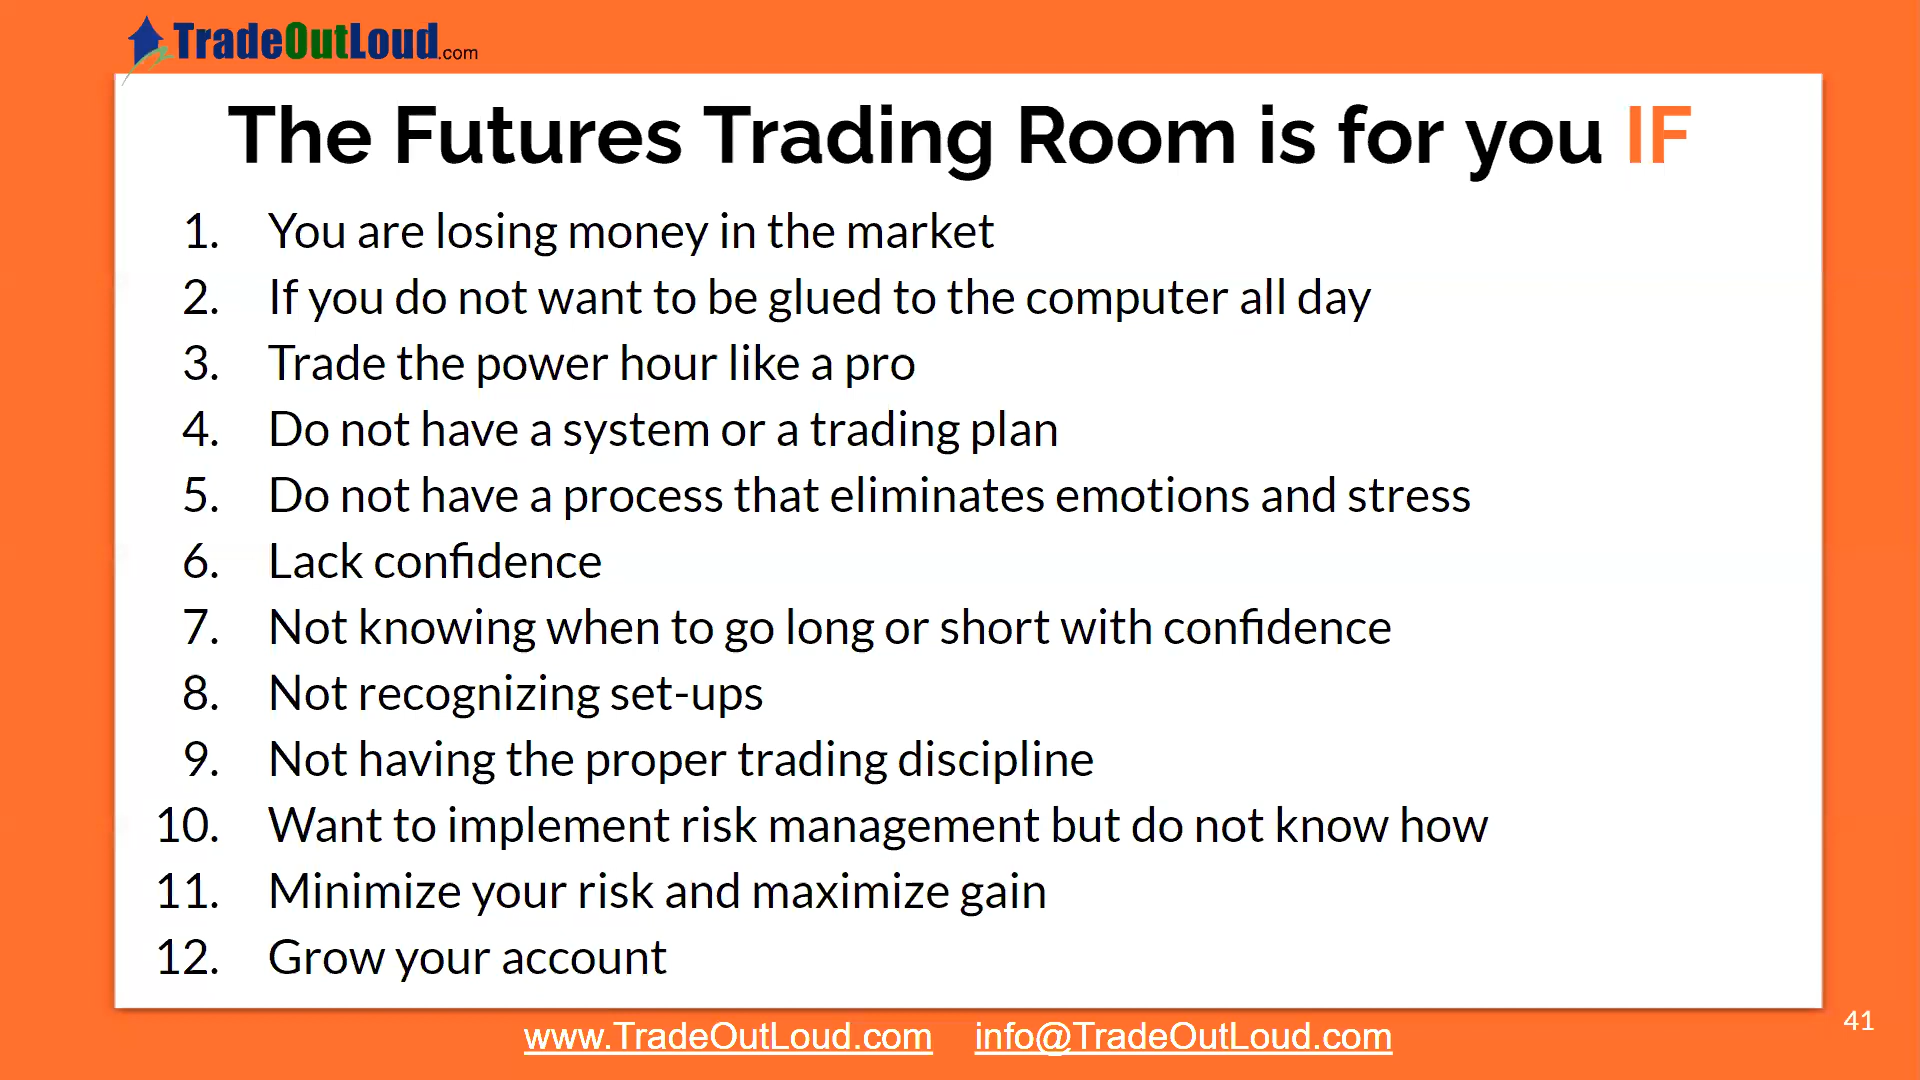 TradeOutLoud.com
The Futures Trading Room is for you IF
1. You are losing money in the market
2. If you do not want to be glued to the computer all day
3. Trade the power hour like a pro
4. Do not have a system or a trading plan
5. Do not have a process that eliminates emotions and stress
6. Lack confidence
7. Not knowing when to go long or short with confidence
8. Not recognizing set-ups
9. Not having the proper trading discipline
10. Want to implement risk management but do not know how
11. Minimize your risk and maximize gain
12. Grow your account
41
www.TradeOutLoud.com info@TradeOutLoud.com